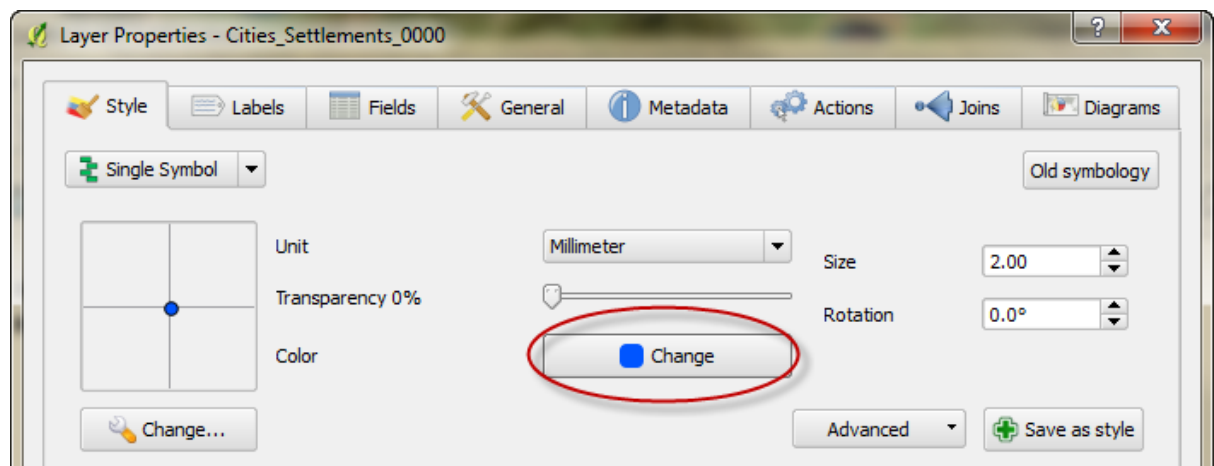 Layer Properties - Cities_Settlements_0000
? X
Style Labels Fields General Metadata Actions Joins Diagrams
Single Symbol Old symbology
Unit Millimeter Size 2.00
Transparency 0% Rotation 0.0°
Color Change
Change... Advanced Save as style